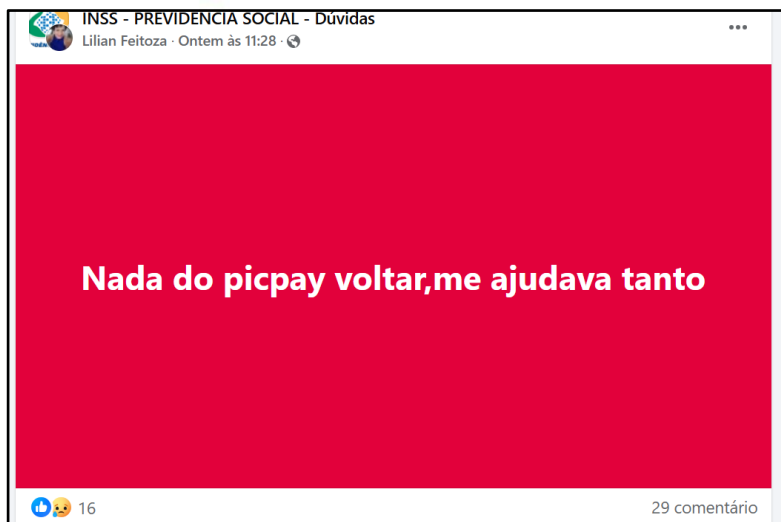 INSS - PREVIDÊNCIA SOCIAL - Dúvidas
Lilian Feitoza · Ontem às 11:28 ·
Nada do picpay voltar,me ajudava tanto
16
29 comentário